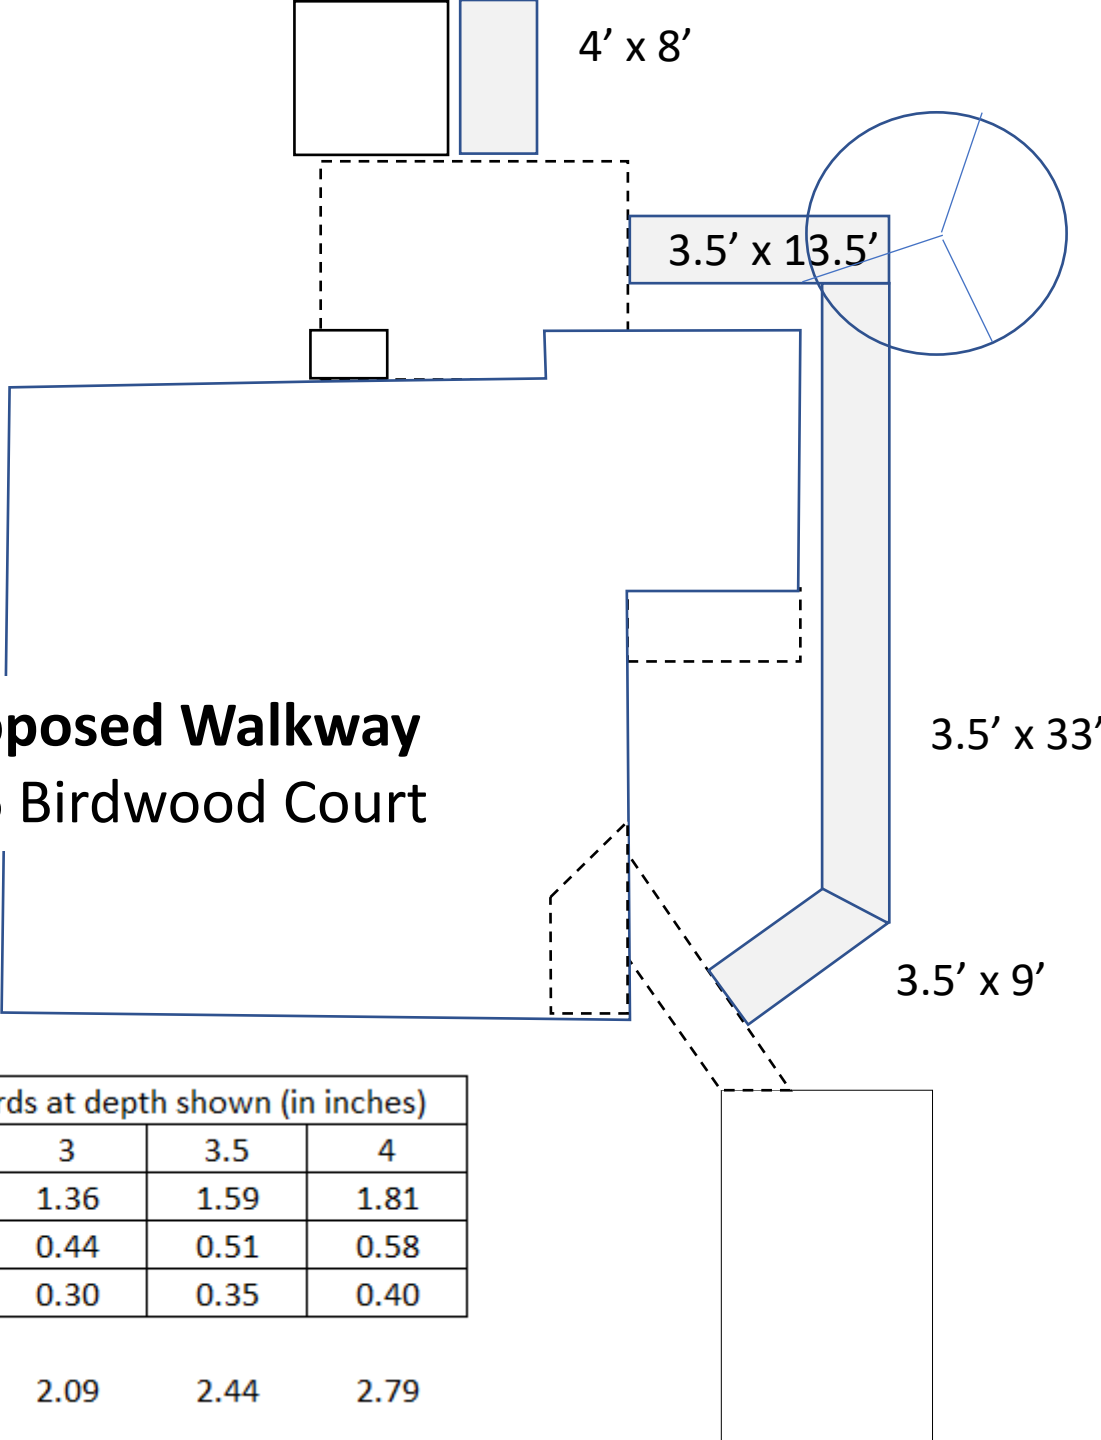 4’ x 8’
3.5’ x 13.5’
3.5’ x 33’
Walkway
Birdwood Court
3.5’ x 9’
at depth shown (in inches)
3 3.5 4
1.36 1.59 1.81
0.44 0.51 0.58
0.30 0.35 0.40
2.09 2.44 2.79